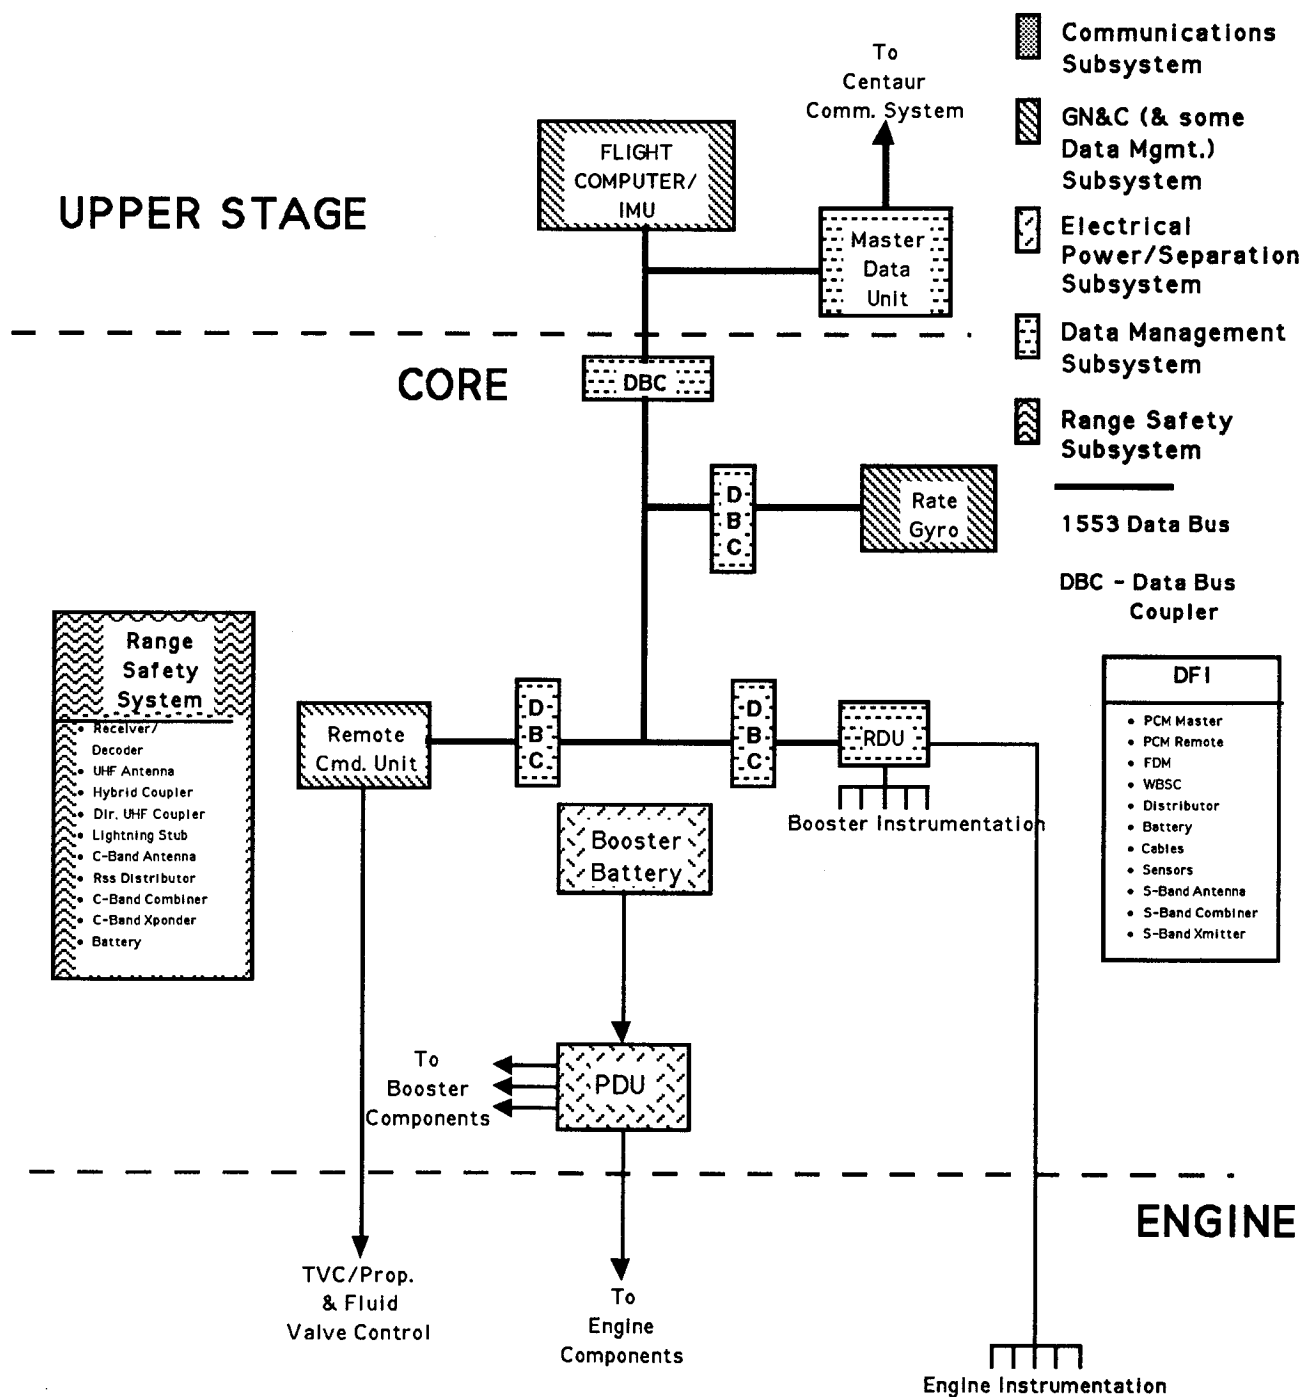 Communications
Subsystem
GN&C (& some
Data Mgmt.)
Subsystem
Electrical
Power/Separation
Subsystem
Data Management
Subsystem
Range Safety
Subsystem
1553 Data Bus
DBC - Data Bus
Coupler
To
Centaur
Comm. System
FLIGHT
COMPUTER/
IMU
UPPER STAGE
Master
Data
Unit
CORE
DBC
DBC
Rate
Gyro
Range
Safety
System
• Receiver/
Decoder
• UHF Antenna
• Hybrid Coupler
• Dir. UHF Coupler
• Lightning Stub
• C-Band Antenna
• Rss Distributor
• C-Band Combiner
• C-Band Xponder
• Battery
Remote
Cmd. Unit
DBC
DBC
RDU
Booster Instrumentation
DFI
• PCM Master
• PCM Remote
• FDM
• WBSC
• Distributor
• Battery
• Cables
• Sensors
• S-Band Antenna
• S-Band Combiner
• S-Band Xmitter
Booster
Battery
To
Booster
Components
PDU
ENGINE
TVC/Prop.
& Fluid
Valve Control
To
Engine
Components
Engine Instrumentation